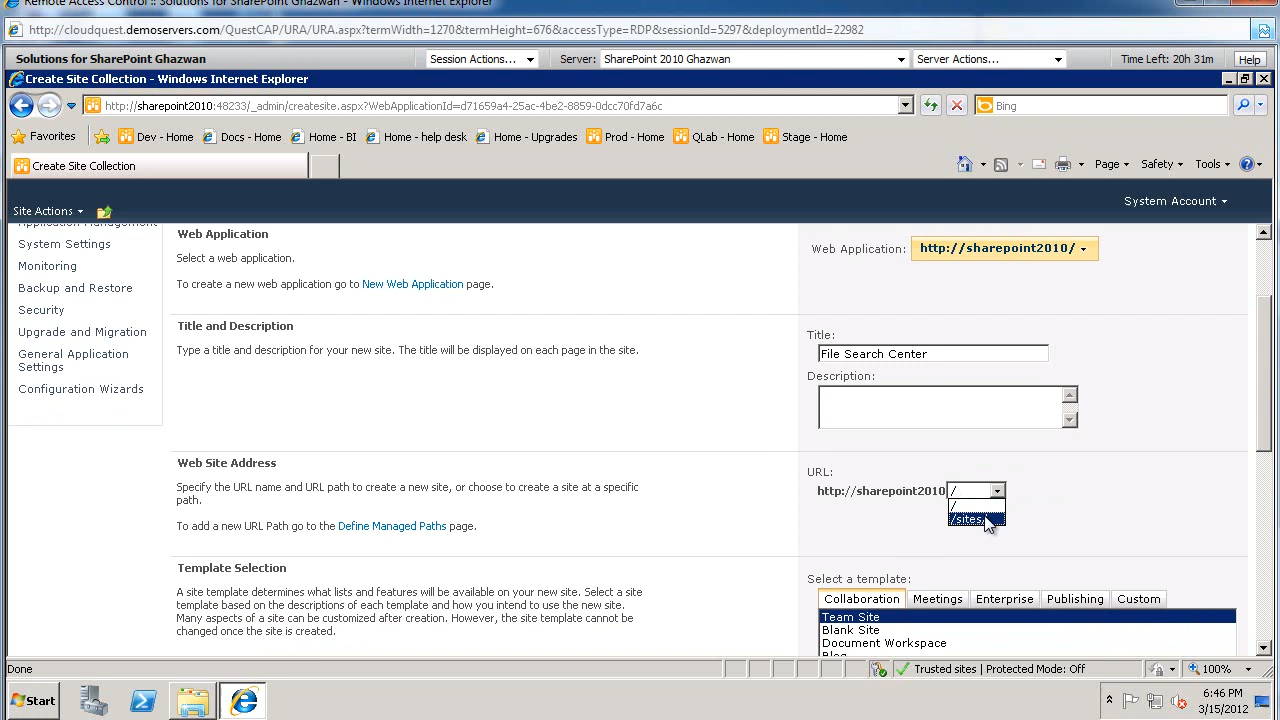 Remote Access Control :: Solutions for SharePoint Ghazwan - Windows Internet Explorer
http://cloudquest.demoservers.com/QuestCAP/URA/URA.aspx?termWidth=1270&termHeight=676&accessType=RDP&sessionId=5297&deploymentId=22982
Solutions for SharePoint Ghazwan Session Actions... Server: SharePoint 2010 Ghazwan Server Actions... Time Left: 20h 31m Help
Create Site Collection - Windows Internet Explorer
http://sharepoint2010:48233/_admin/createsite.aspx?WebApplicationId=d71659a4-25ac-4be2-8859-0dcc70fd7a6c Bing
Favorites Dev - Home Docs - Home Home - BI Home - help desk Home - Upgrades Prod - Home QLab - Home Stage - Home
Create Site Collection Page Safety Tools
Site Actions System Account
Application Management
System Settings
Monitoring
Backup and Restore
Security
Upgrade and Migration
General Application
Settings
Configuration Wizards
Web Application
Select a web application.
To create a new web application go to New Web Application page.
Web Application: http://sharepoint2010/
Title and Description
Type a title and description for your new site. The title will be displayed on each page in the site.
Title:
File Search Center
Description:
Web Site Address
Specify the URL name and URL path to create a new site, or choose to create a site at a specific
path.
To add a new URL Path go to the Define Managed Paths page.
URL:
http://sharepoint2010 /
/
/sites/
Template Selection
A site template determines what lists and features will be available on your new site. Select a site
template based on the descriptions of each template and how you intend to use the new site.
Many aspects of a site can be customized after creation. However, the site template cannot be
changed once the site is created.
Select a template:
Collaboration Meetings Enterprise Publishing Custom
Team Site
Blank Site
Document Workspace
Blog
Done Trusted sites | Protected Mode: Off 100%
Start 6:46 PM
3/15/2012